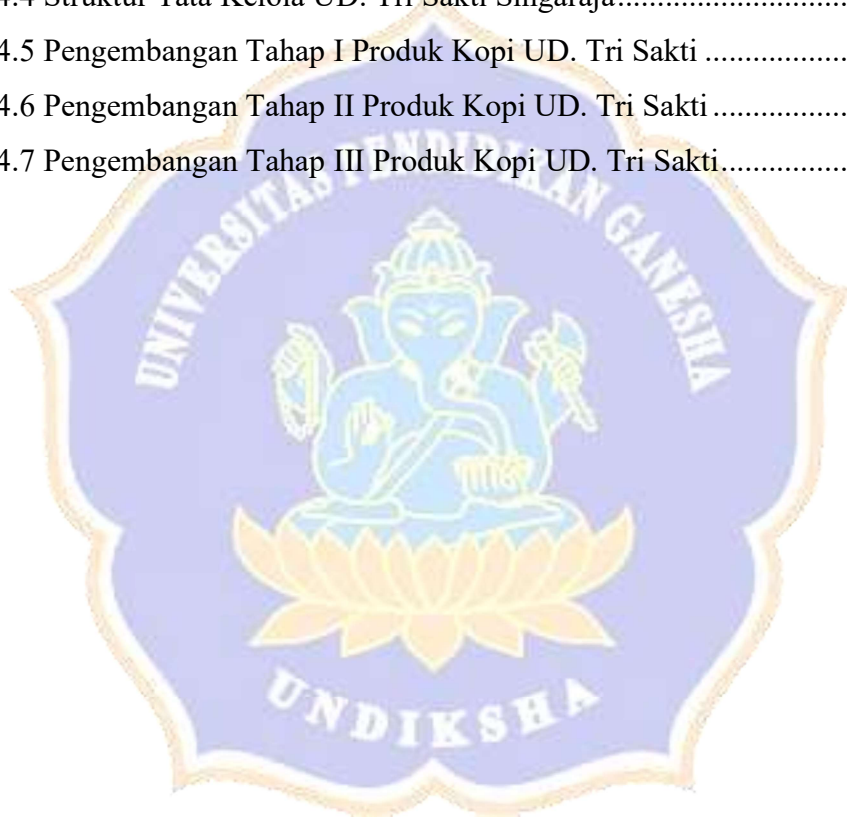 4.4 Struktur Tata Kelola UD. Tri Sakti Singaraja..............................
4.5 Pengembangan Tahap I Produk Kopi UD. Tri Sakti ..................
4.6 Pengembangan Tahap II Produk Kopi UD. Tri Sakti .................
4.7 Pengembangan Tahap III Produk Kopi UD. Tri Sakti................
UNIVERSITAS PENDIDIKAN GANESHA
UNDIKSHA